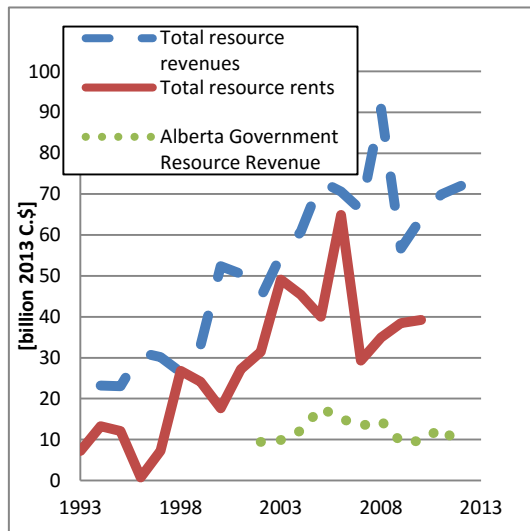 Total resource
revenues
Total resource rents
Alberta Government
Resource Revenue
[billion 2013 C.$]
100
90
80
70
60
50
40
30
20
10
0
1993
1998
2003
2008
2013